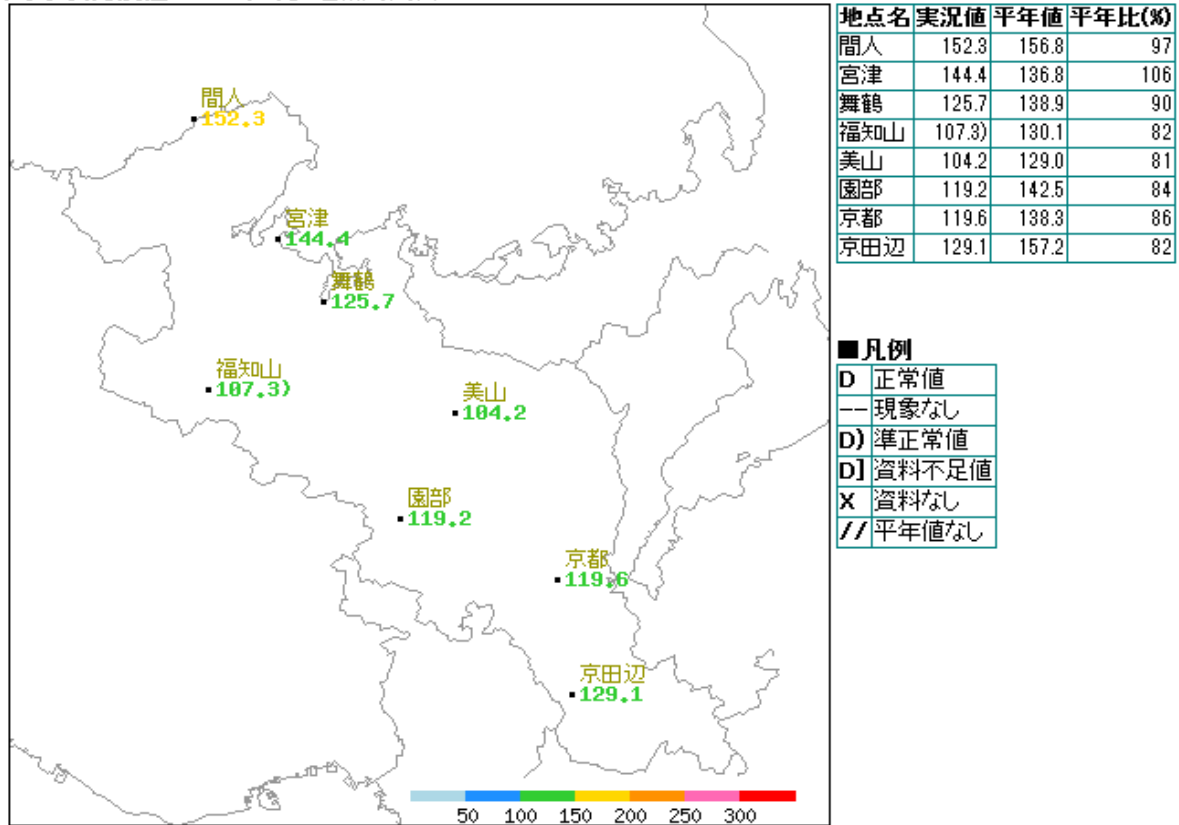 地点名 実況値 平年値 平年比(%)
間人 152.3 156.8 97
宮津 144.4 136.8 106
舞鶴 125.7 138.9 90
福知山 107.3) 130.1 82
美山 104.2 129.0 81
園部 119.2 142.5 84
京都 119.6 138.3 86
京田辺 129.1 157.2 82
間人
152.3
宮津
144.4
舞鶴
125.7
福知山
107.3)
美山
104.2
園部
119.2
京都
119.6
京田辺
129.1
■凡例
D 正常値
-- 現象なし
D) 準正常値
D] 資料不足値
X 資料なし
// 平年値なし
50 100 150 200 250 300